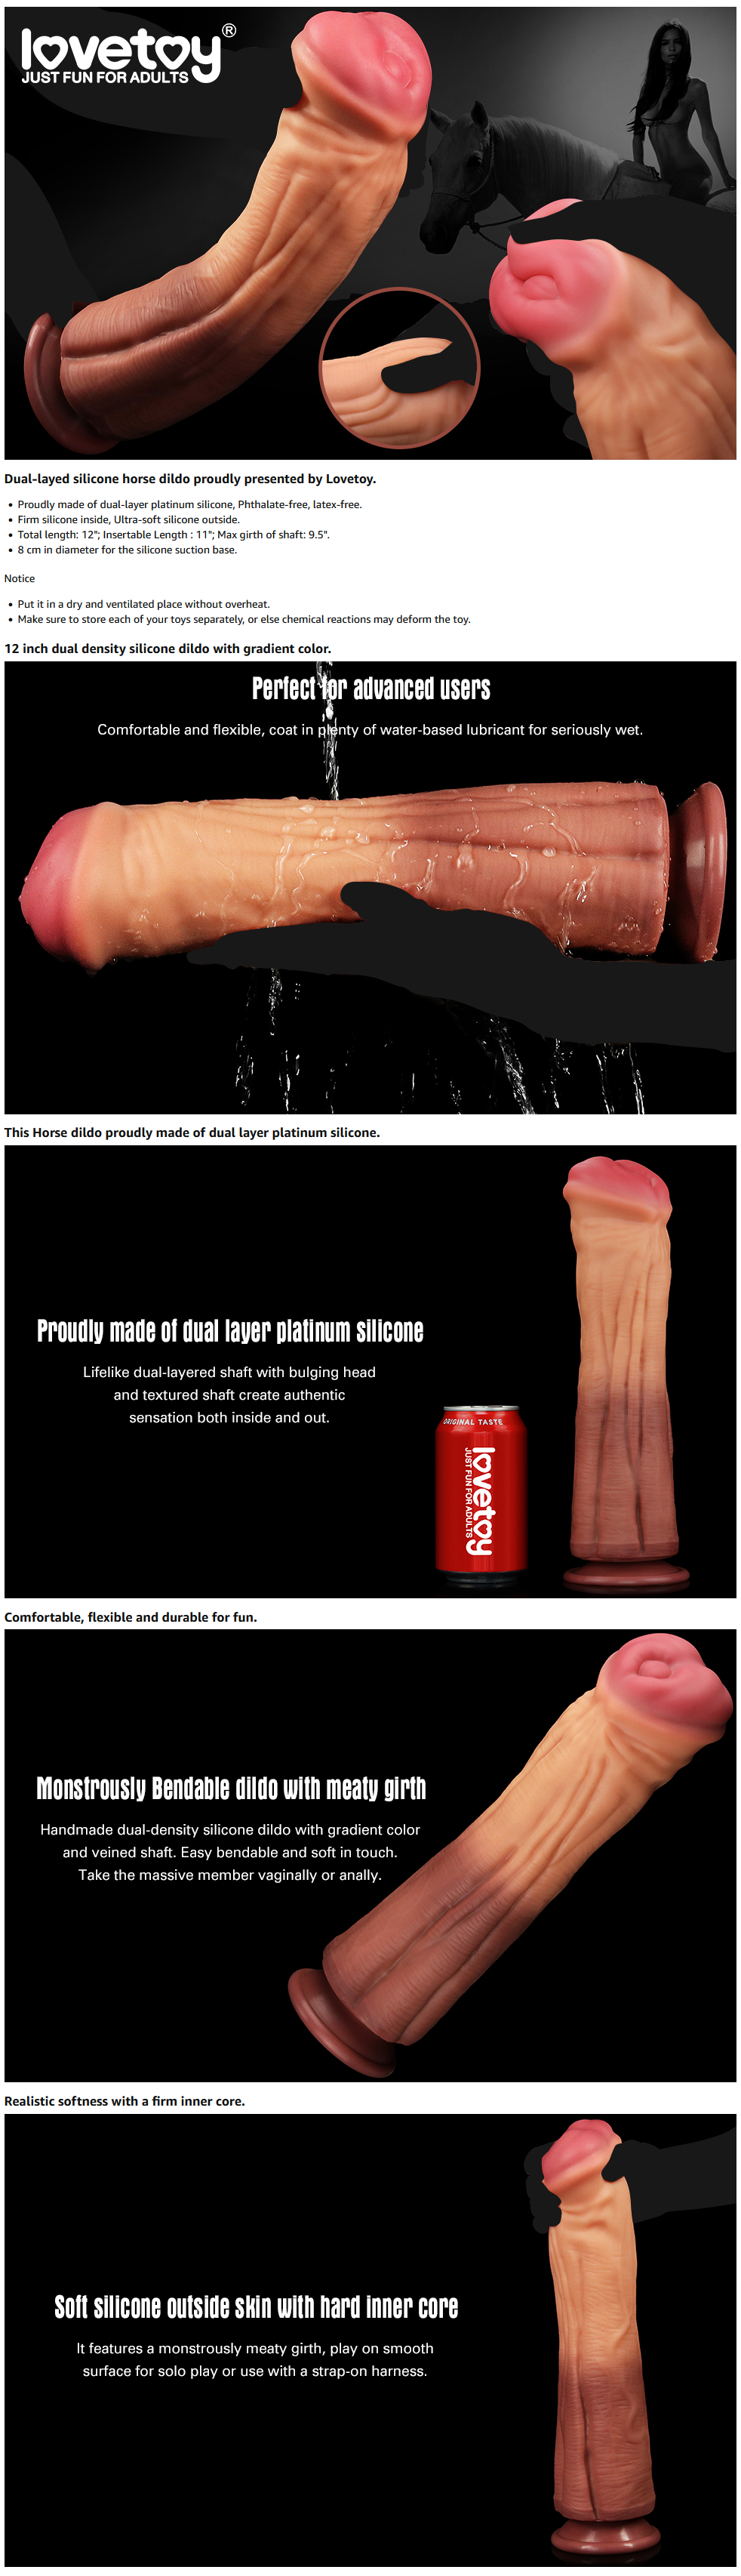 lovetoy®
JUST FUN FOR ADULTS
Dual-layed silicone horse dildo proudly presented by Lovetoy.
• Proudly made of dual-layer platinum silicone, Phthalate-free, latex-free.
• Firm silicone inside, Ultra-soft silicone outside.
• Total length: 12"; Insertable Length : 11"; Max girth of shaft: 9.5".
• 8 cm in diameter for the silicone suction base.
Notice
• Put it in a dry and ventilated place without overheat.
• Make sure to store each of your toys separately, or else chemical reactions may deform the toy.
12 inch dual density silicone dildo with gradient color.
Perfect for advanced users
Comfortable and flexible, coat in plenty of water-based lubricant for seriously wet.
This Horse dildo proudly made of dual layer platinum silicone.
Proudly made of dual layer platinum silicone
Lifelike dual-layered shaft with bulging head
and textured shaft create authentic
sensation both inside and out.
ORIGINAL TASTE
lovetoy
JUST FUN FOR ADULTS
Comfortable, flexible and durable for fun.
Monstrously Bendable dildo with meaty girth
Handmade dual-density silicone dildo with gradient color
and veined shaft. Easy bendable and soft in touch.
Take the massive member vaginally or anally.
Realistic softness with a firm inner core.
Soft silicone outside skin with hard inner core
It features a monstrously meaty girth, play on smooth
surface for solo play or use with a strap-on harness.